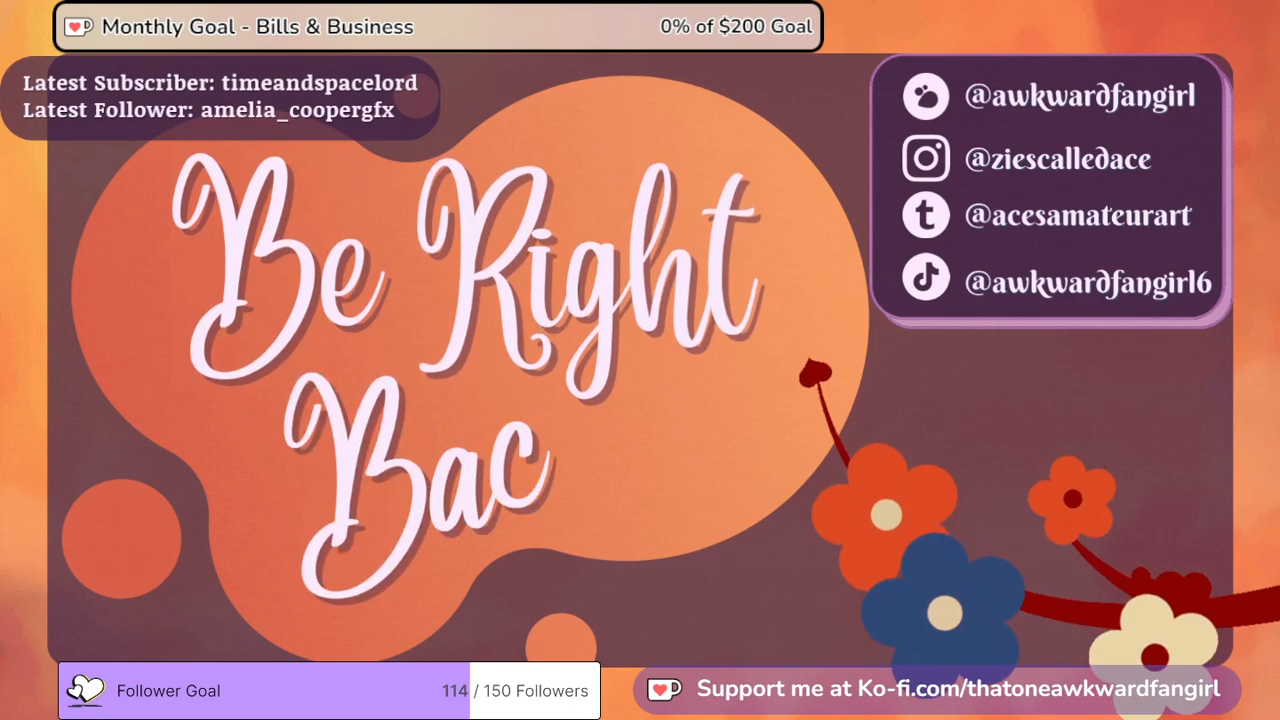 Monthly Goal - Bills & Business 0% of $200 Goal
Latest Subscriber: timeandspacelord
Latest Follower: amelia_coopergfx
@awkwardfangirl
@ziescalledace
@acesamateurart
@awkwardfangirl6
Be Right
Bac
Follower Goal 114 / 150 Followers
Support me at Ko-fi.com/thatoneawkwardfangirl